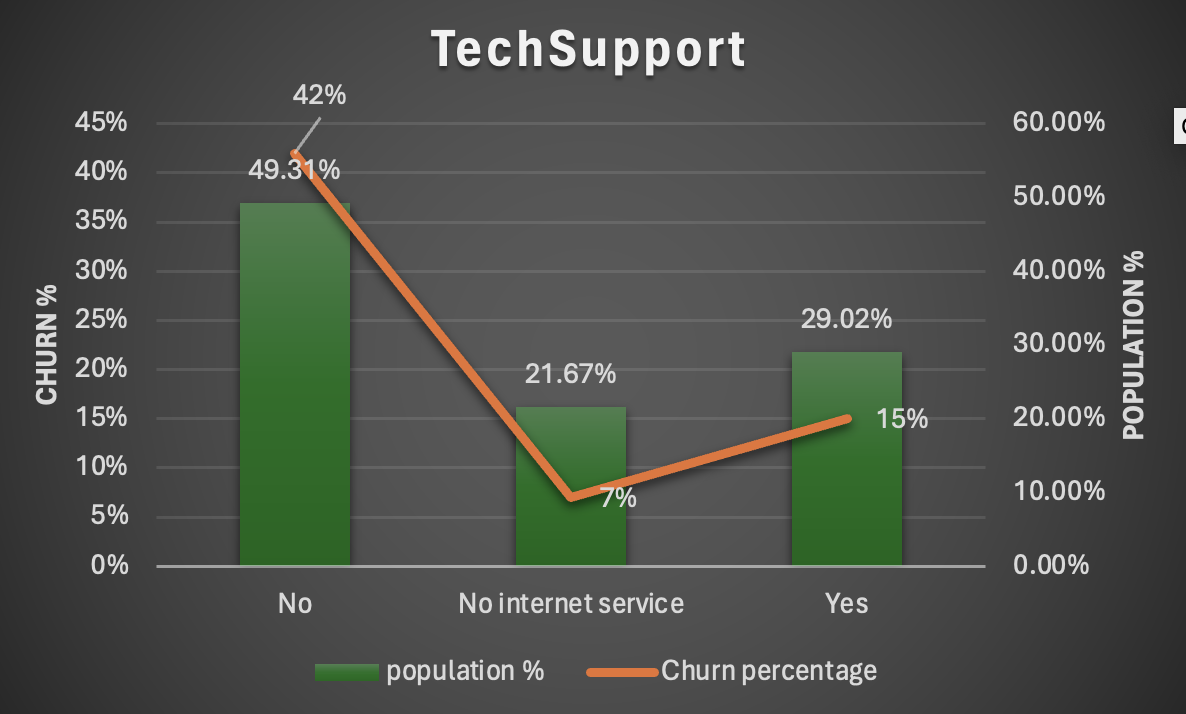 TechSupport
42%
45%
40%
35%
30%
25%
20%
15%
10%
5%
0%
CHURN %
49.31%
21.67%
29.02%
7%
15%
60.00%
50.00%
40.00%
30.00%
20.00%
10.00%
0.00%
POPULATION %
No
No internet service
Yes
population %
Churn percentage